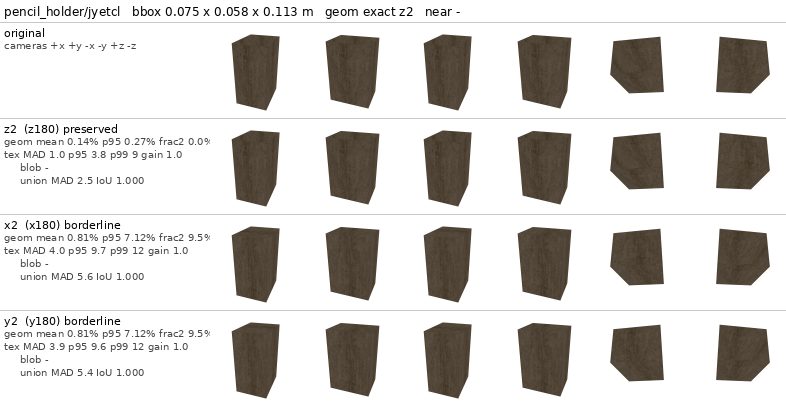 pencil_holder/jyetcl   bbox 0.075 x 0.058 x 0.113 m   geom exact z2   near -
original
cameras +x +y -x -y +z -z
z2  (z180) preserved
geom mean 0.14% p95 0.27% frac2 0.0%
tex MAD 1.0 p95 3.8 p99 9 gain 1.0
blob -
union MAD 2.5 IoU 1.000
x2  (x180) borderline
geom mean 0.81% p95 7.12% frac2 9.5%
tex MAD 4.0 p95 9.7 p99 12 gain 1.0
blob -
union MAD 5.6 IoU 1.000
y2  (y180) borderline
geom mean 0.81% p95 7.12% frac2 9.5%
tex MAD 3.9 p95 9.6 p99 12 gain 1.0
blob -
union MAD 5.4 IoU 1.000